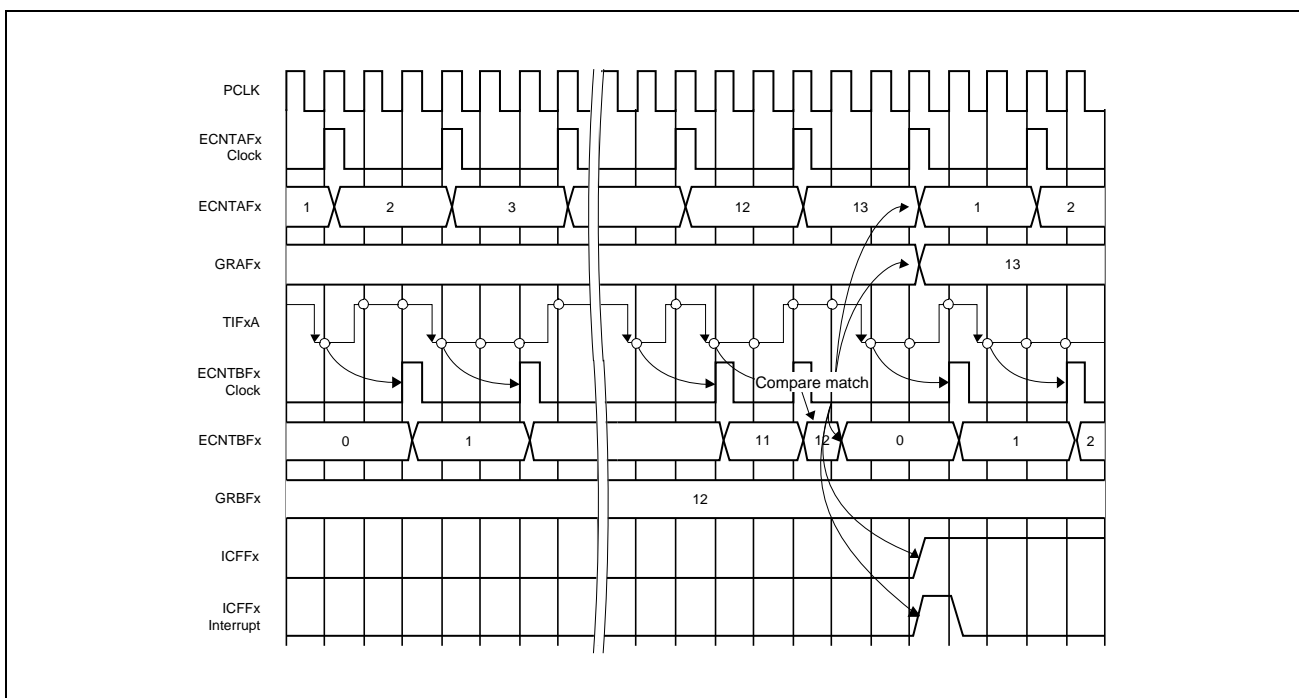 PCLK
ECNTAFx
Clock
ECNTAFx
1
2
3
12
13
1
2
GRAFx
13
TIFxA
ECNTBFx
Clock
Compare match
ECNTBFx
0
1
11
12
0
1
2
GRBFx
12
ICFFx
ICFFx
Interrupt